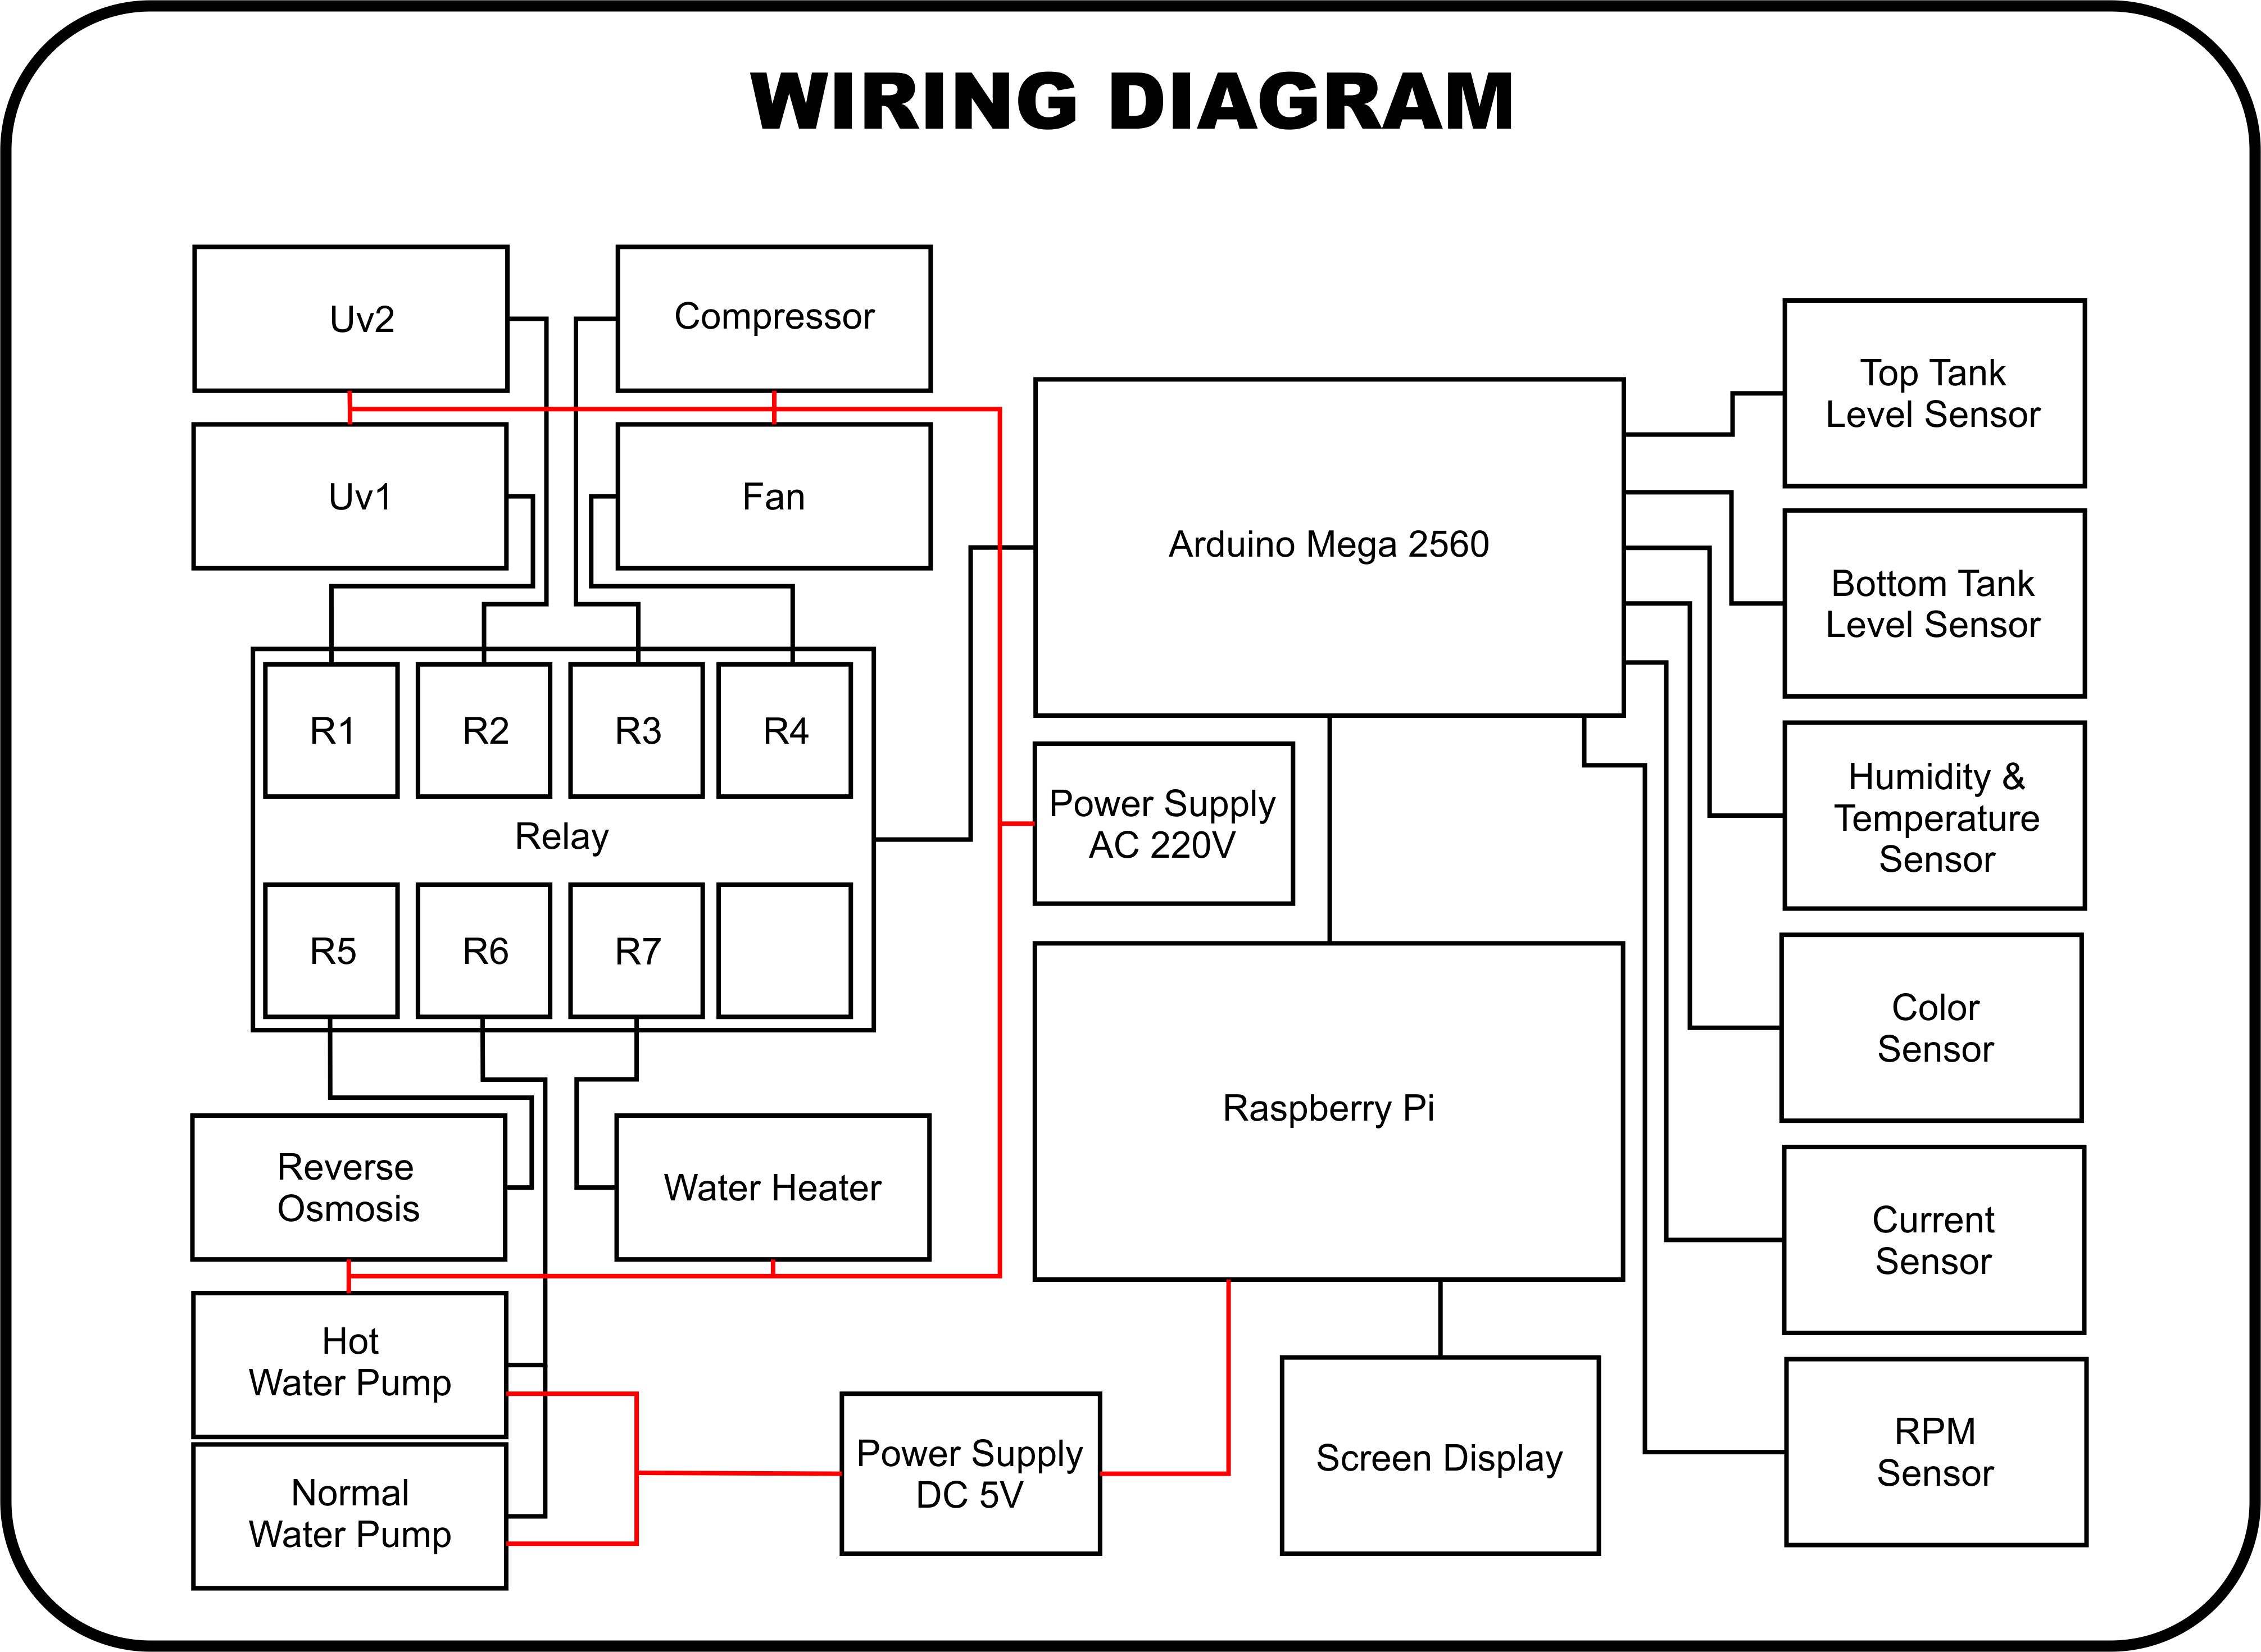 WIRING DIAGRAM
Uv2
Compressor
Uv1
Fan
R1
R2
R3
R4
Relay
R5
R6
R7
Reverse
Osmosis
Water Heater
Hot
Water Pump
Normal
Water Pump
Arduino Mega 2560
Power Supply
AC 220V
Raspberry Pi
Power Supply
DC 5V
Screen Display
Top Tank
Level Sensor
Bottom Tank
Level Sensor
Humidity &
Temperature
Sensor
Color
Sensor
Current
Sensor
RPM
Sensor